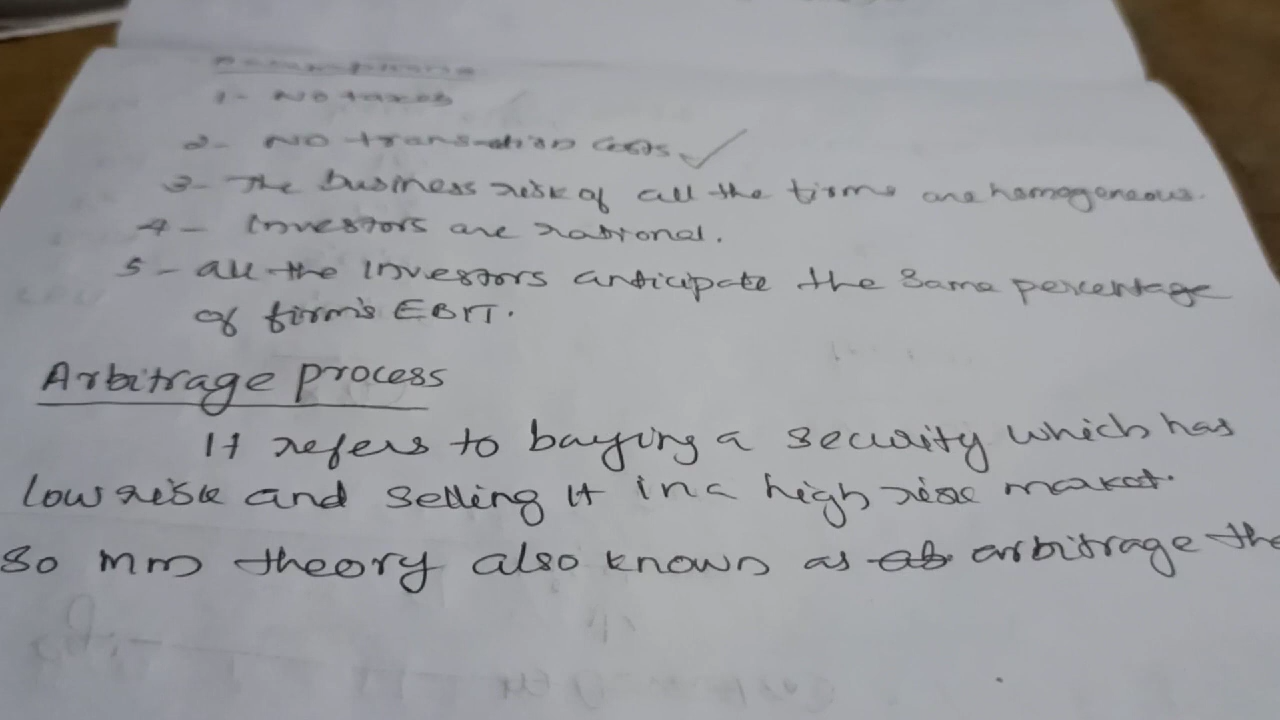 Assumptions
1- No taxes
2- No transaction costs ✓
3- The business risk of all the firms are homogeneous.
4- Investors are rational.
5- all the investors anticipate the same percentage
of firm's EBIT.
Arbitrage process
It refers to buying a security which has
low risk and selling it in a high risk market.
So mm theory also known as ab arbitrage the